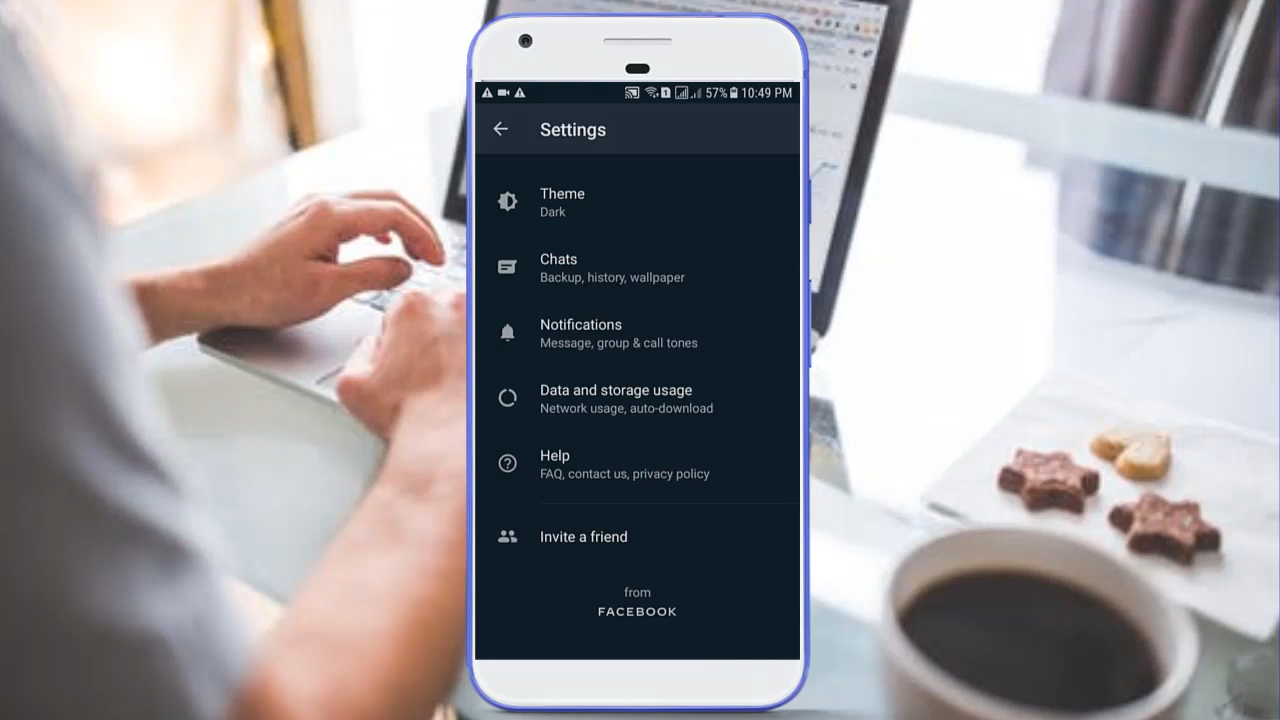 57% 10:49 PM
Settings
Theme
Dark
Chats
Backup, history, wallpaper
Notifications
Message, group & call tones
Data and storage usage
Network usage, auto-download
Help
FAQ, contact us, privacy policy
Invite a friend
from
FACEBOOK